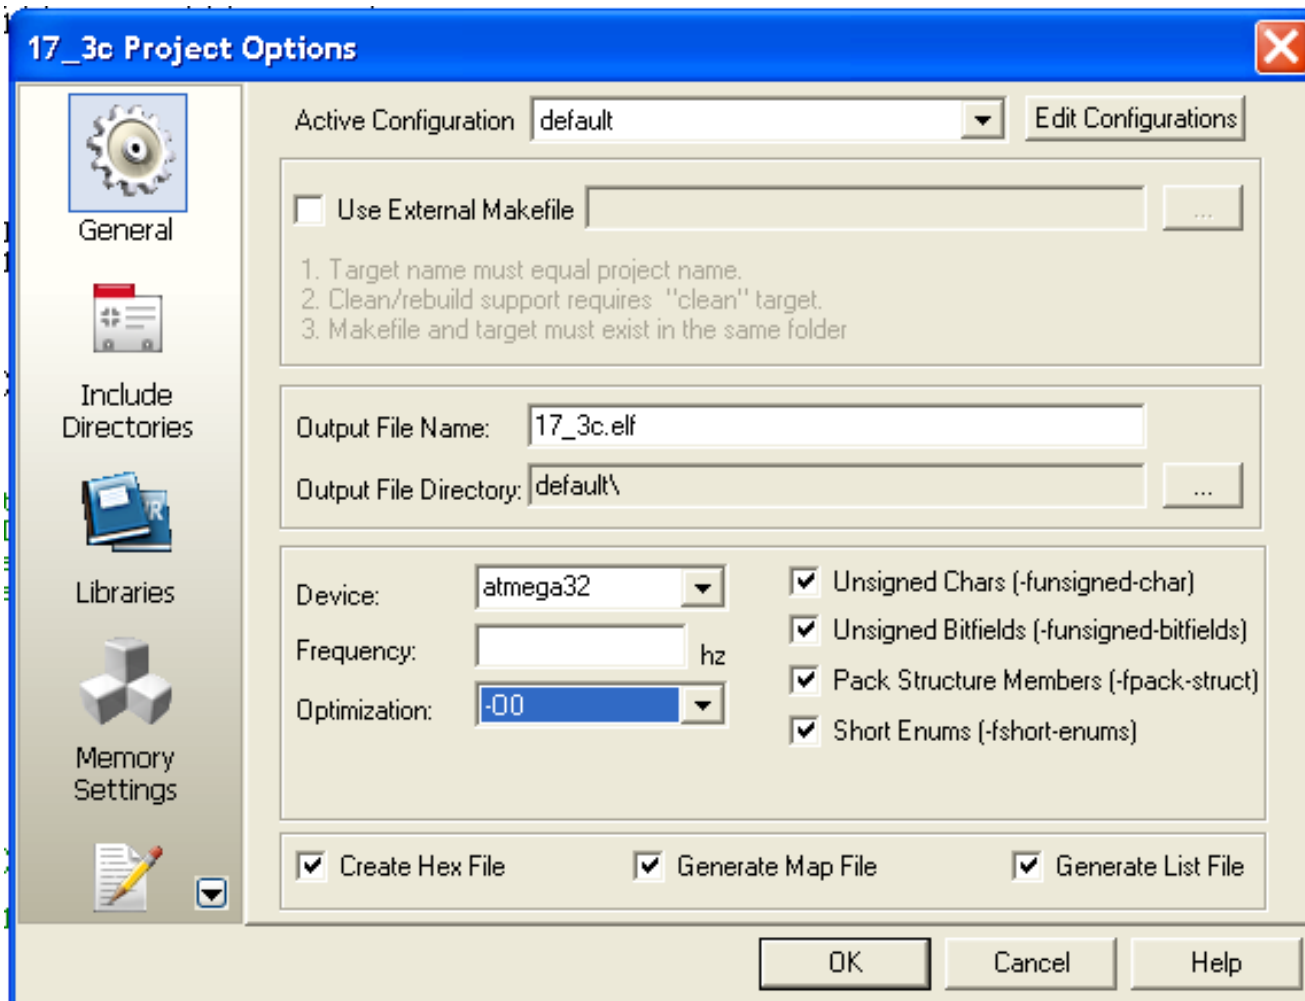 17_3c Project Options
General
Include
Directories
Libraries
Memory
Settings
Active Configuration default Edit Configurations
Use External Makefile ...
1. Target name must equal project name.
2. Clean/rebuild support requires "clean" target.
3. Makefile and target must exist in the same folder
Output File Name: 17_3c.elf
Output File Directory: default\ ...
Device: atmega32
Frequency: hz
Optimization: -O0
Unsigned Chars (-funsigned-char)
Unsigned Bitfields (-funsigned-bitfields)
Pack Structure Members (-fpack-struct)
Short Enums (-fshort-enums)
Create Hex File Generate Map File Generate List File
OK Cancel Help